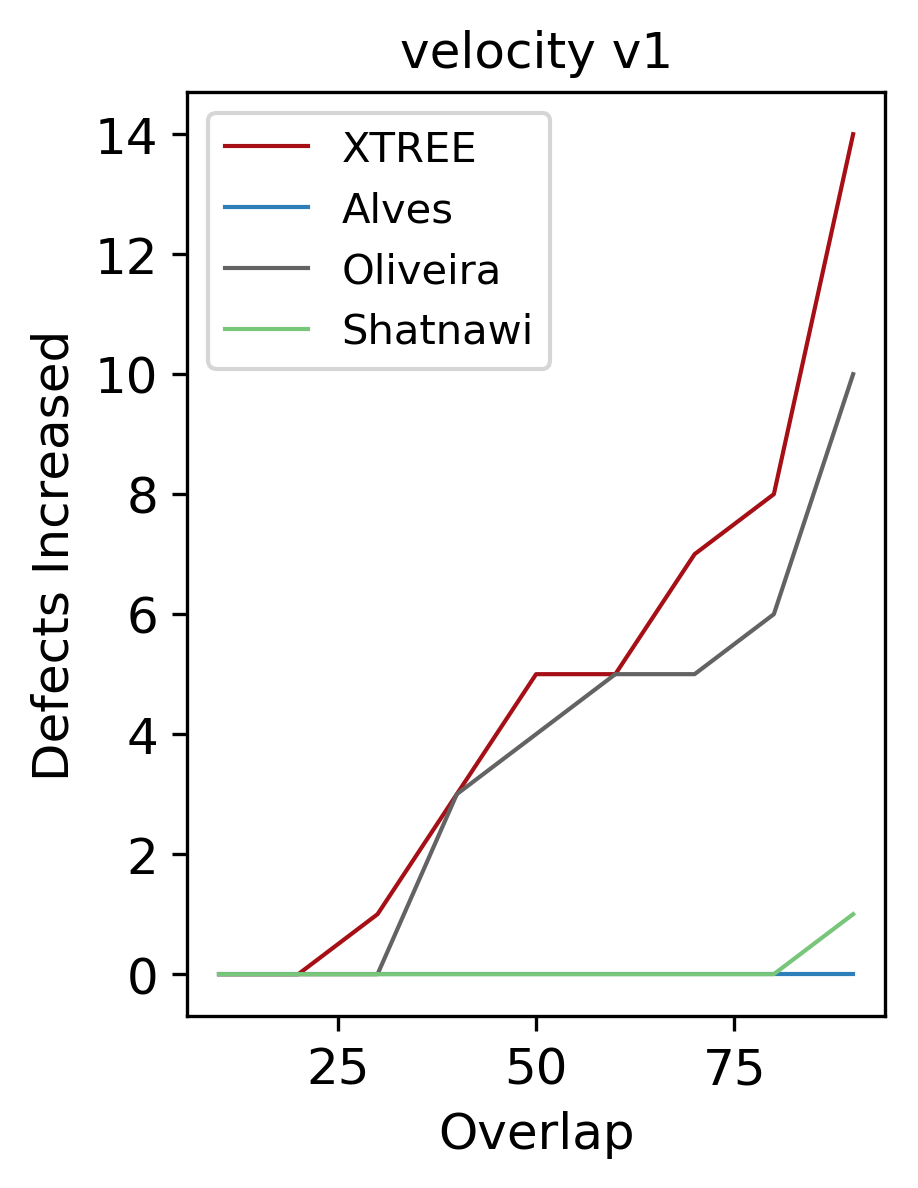 velocity v1
XTREE
Alves
Oliveira
Shatnawi
Defects Increased
14
12
10
8
6
4
2
0
25 50 75
Overlap